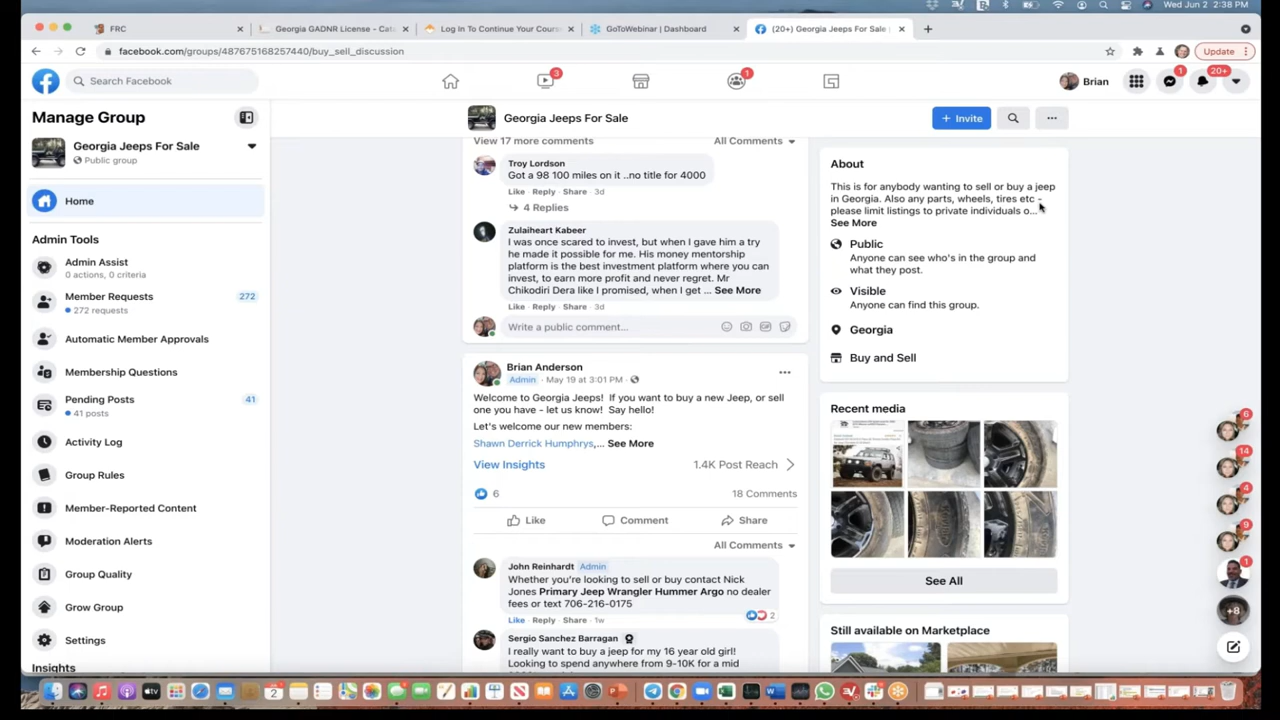 Wed Jun 2 2:38 PM
FRC
Georgia GADNR License - Cat
Log In To Continue Your Cours
GoToWebinar | Dashboard
(20+) Georgia Jeeps For Sale |
facebook.com/groups/487675168257440/buy_sell_discussion
Update
Search Facebook
3
1
Brian
1
20+
Manage Group
Georgia Jeeps For Sale
Public group
Home
Admin Tools
Admin Assist
0 actions, 0 criteria
Member Requests 272
272 requests
Automatic Member Approvals
Membership Questions
Pending Posts 41
41 posts
Activity Log
Group Rules
Member-Reported Content
Moderation Alerts
Group Quality
Grow Group
Settings
Insights
Georgia Jeeps For Sale
+ Invite
View 17 more comments All Comments
Troy Lordson
Got a 98 100 miles on it ..no title for 4000
Like · Reply · Share · 3d
4 Replies
Zulaiheart Kabeer
I was once scared to invest, but when I gave him a try
he made it possible for me. His money mentorship
platform is the best investment platform where you can
invest, to earn more profit and never regret. Mr
Chikodiri Dera like I promised, when I get ... See More
Like · Reply · Share · 3d
Write a public comment...
Brian Anderson
Admin · May 19 at 3:01 PM ·
Welcome to Georgia Jeeps! If you want to buy a new Jeep, or sell
one you have - let us know! Say hello!
Let's welcome our new members:
Shawn Derrick Humphrys,... See More
View Insights 1.4K Post Reach
6 18 Comments
Like Comment Share
All Comments
John Reinhardt Admin
Whether you're looking to sell or buy contact Nick
Jones Primary Jeep Wrangler Hummer Argo no dealer
fees or text 706-216-0175
2
Like · Reply · Share · 1w
Sergio Sanchez Barragan
I really want to buy a jeep for my 16 year old girl!
Looking to spend anywhere from 9-10K for a mid
About
This is for anybody wanting to sell or buy a jeep
in Georgia. Also any parts, wheels, tires etc -
please limit listings to private individuals o...
See More
Public
Anyone can see who's in the group and
what they post.
Visible
Anyone can find this group.
Georgia
Buy and Sell
Recent media
See All
Still available on Marketplace
6
14
4
9
1
+8